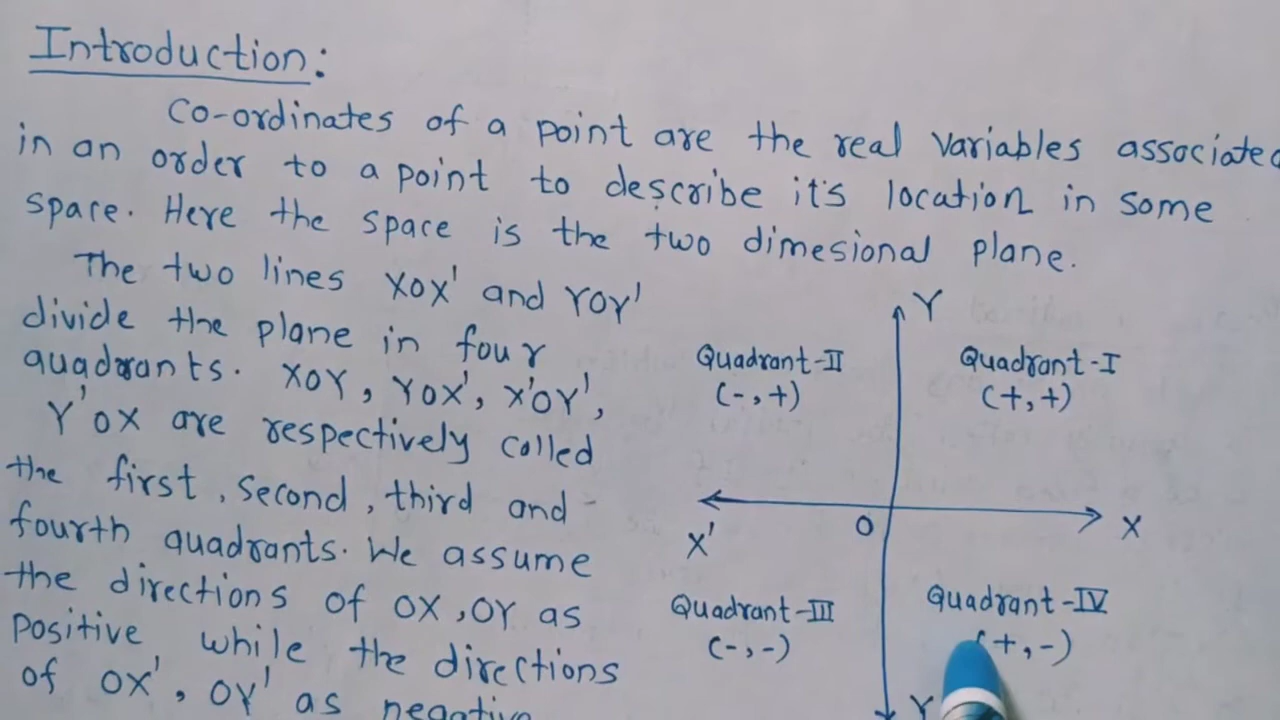 Introduction:
Co-ordinates of a point are the real variables associated
in an order to a point to describe it's location in some
space. Here the space is the two dimesional plane.
The two lines XOX' and YOY'
divide the plane in four
quadrants. XOY, YOX', X'OY',
Y'OX are respectively called
the first, second, third and
fourth quadrants. We assume
the directions of OX, OY as
positive while the directions
of OX', OY' as negative
Y
Quadrant-II
(-,+)
Quadrant-I
(+,+)
X'
O
X
Quadrant-III
(-,-)
Quadrant-IV
(+,-)
Y